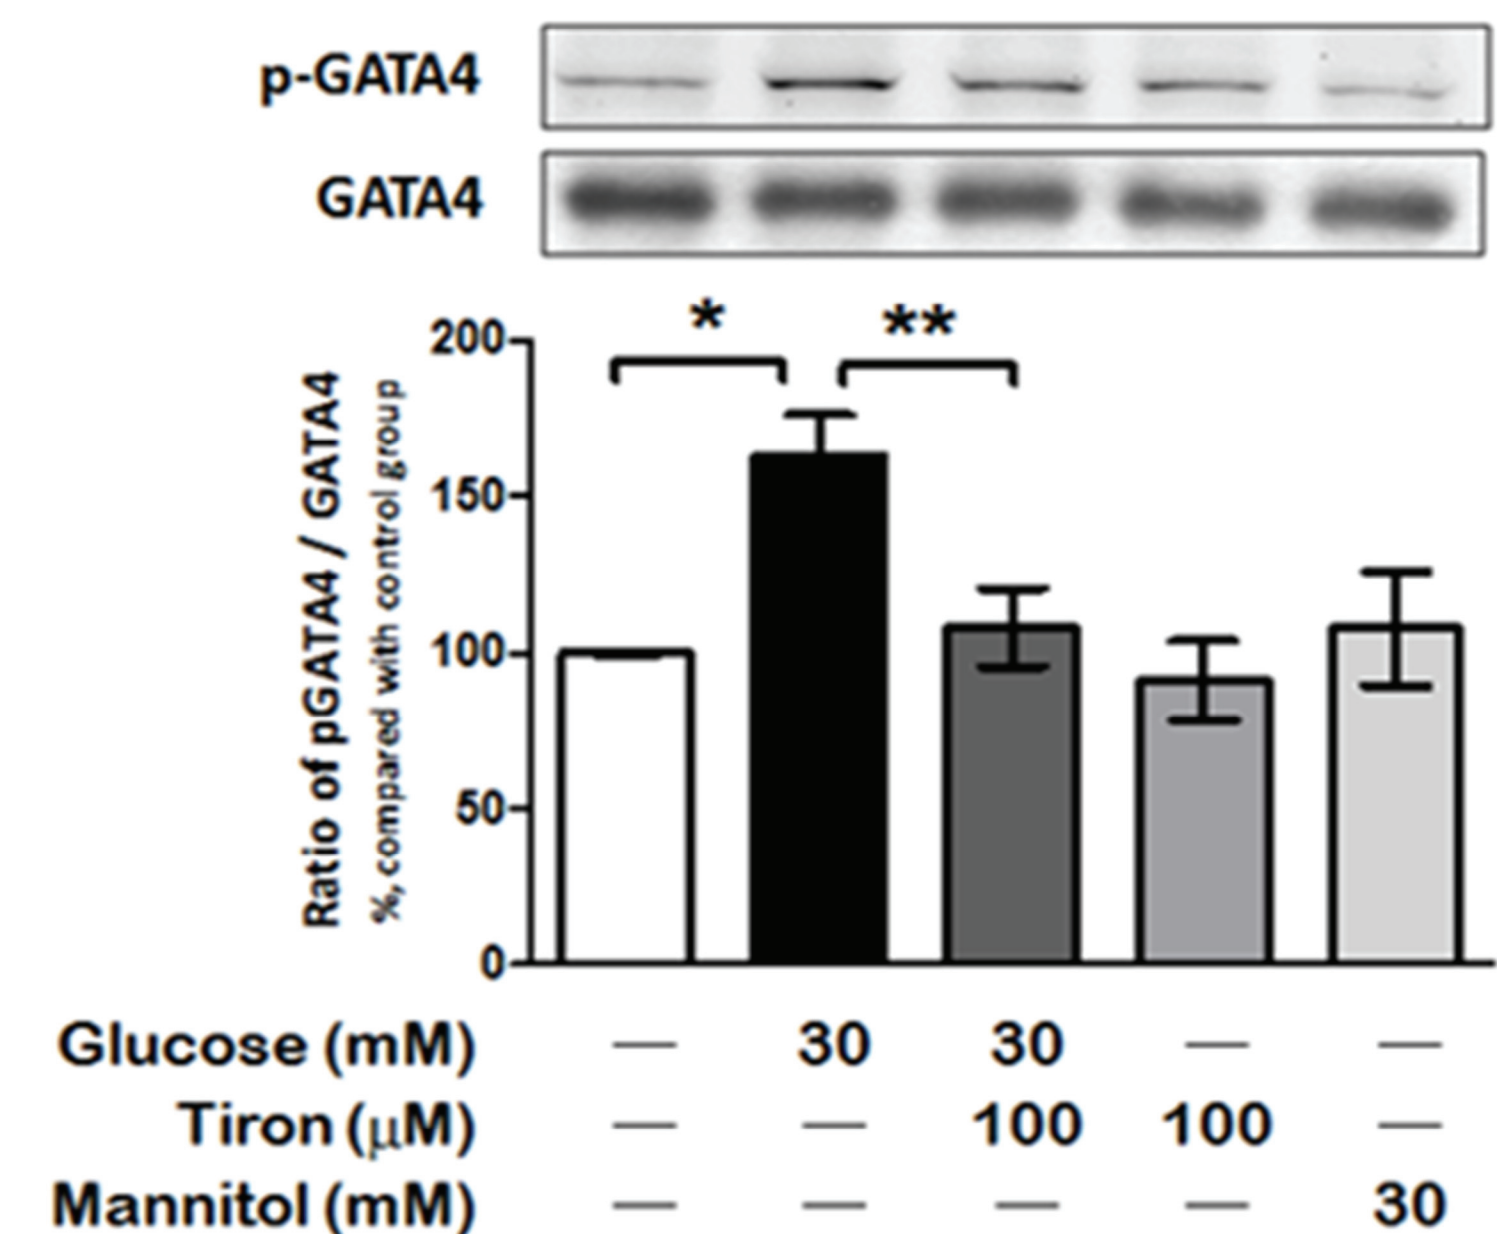 p-GATA4
GATA4
* **
200
150
100
50
0
Ratio of pGATA4 / GATA4
%, compared with control group
Glucose (mM) — 30 30 — —
Tiron (μM) — — 100 100 —
Mannitol (mM) — — — — 30